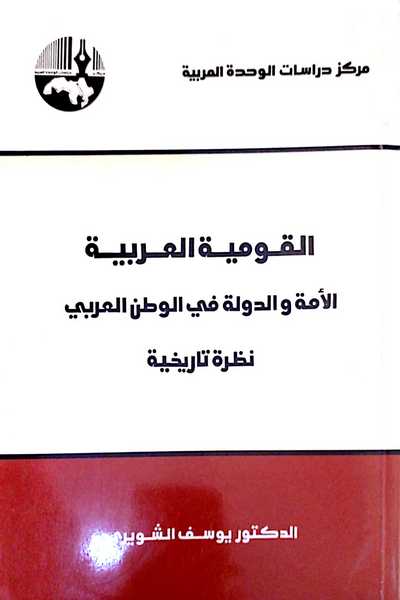 مركز دراسات الوحدة العربية
القومية العربية
الأمة والدولة في الوطن العربي
نظرة تاريخية
الدكتور يوسف الشويري